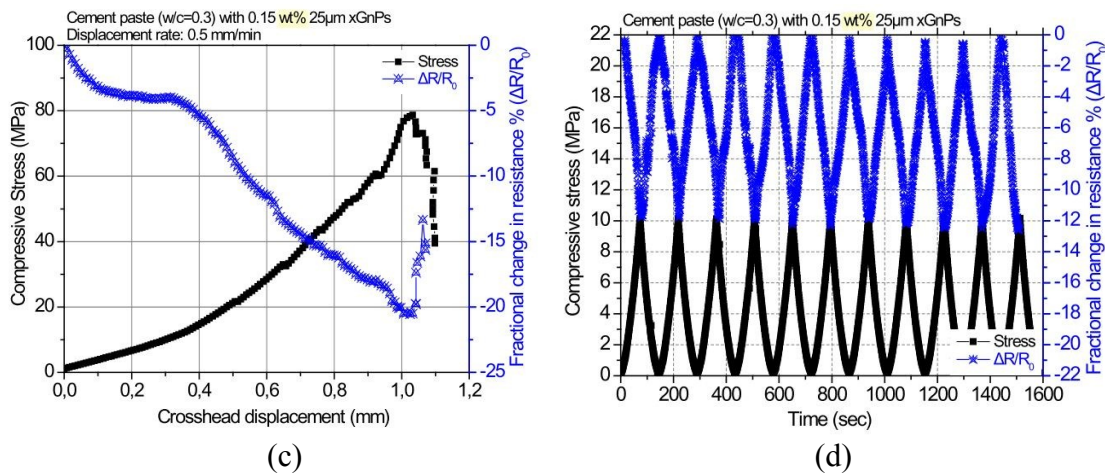 Cement paste (w/c=0.3) with 0.15 wt% 25µm xGnPs
Displacement rate: 0.5 mm/min
100
80
60
40
20
0
Compressive Stress (MPa)
Stress
ΔR/R0
0
-5
-10
-15
-20
-25
Fractional change in resistance % (ΔR/R0)
0,0 0,2 0,4 0,6 0,8 1,0 1,2
Crosshead displacement (mm)
(c)
Cement paste (w/c=0.3) with 0.15 wt% 25µm xGnPs
22
20
18
16
14
12
10
8
6
4
2
0
Compressive stress (MPa)
Stress
ΔR/R0
0
-2
-4
-6
-8
-10
-12
-14
-16
-18
-20
-22
Fractional change in resistance % (ΔR/R0)
0 200 400 600 800 1000 1200 1400 1600
Time (sec)
(d)